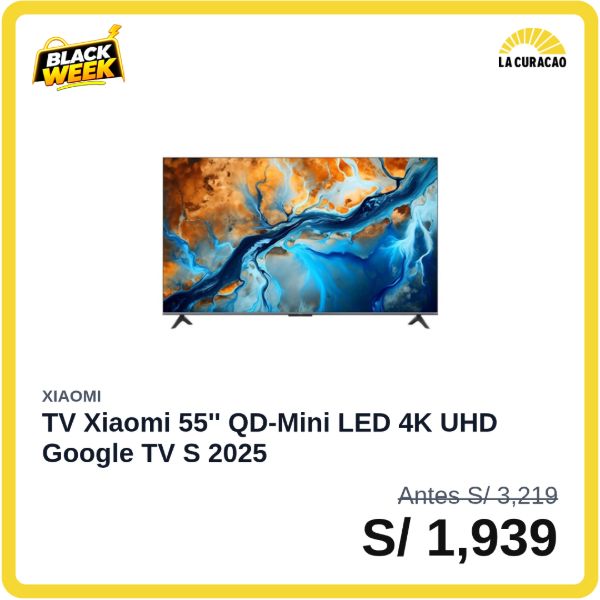 BLACK
WEEK
LA CURACAO
XIAOMI
TV Xiaomi 55'' QD-Mini LED 4K UHD
Google TV S 2025
Antes S/ 3,219
S/ 1,939